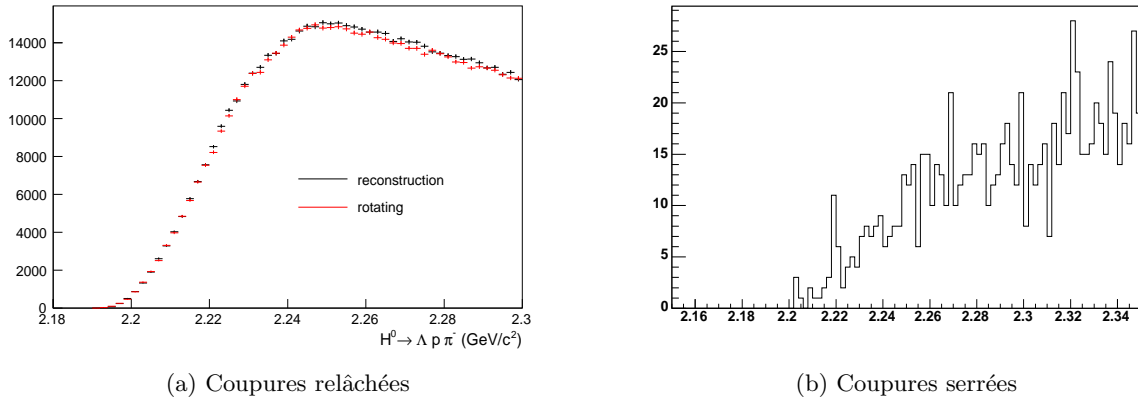 14000
12000
10000
8000
6000
4000
2000
0
reconstruction
rotating
2.18 2.2 2.22 2.24 2.26 2.28 2.3
H⁰→ Λ p π⁻ (GeV/c²)
(a) Coupures relâchées
25
20
15
10
5
0
2.16 2.18 2.2 2.22 2.24 2.26 2.28 2.3 2.32 2.34
(b) Coupures serrées